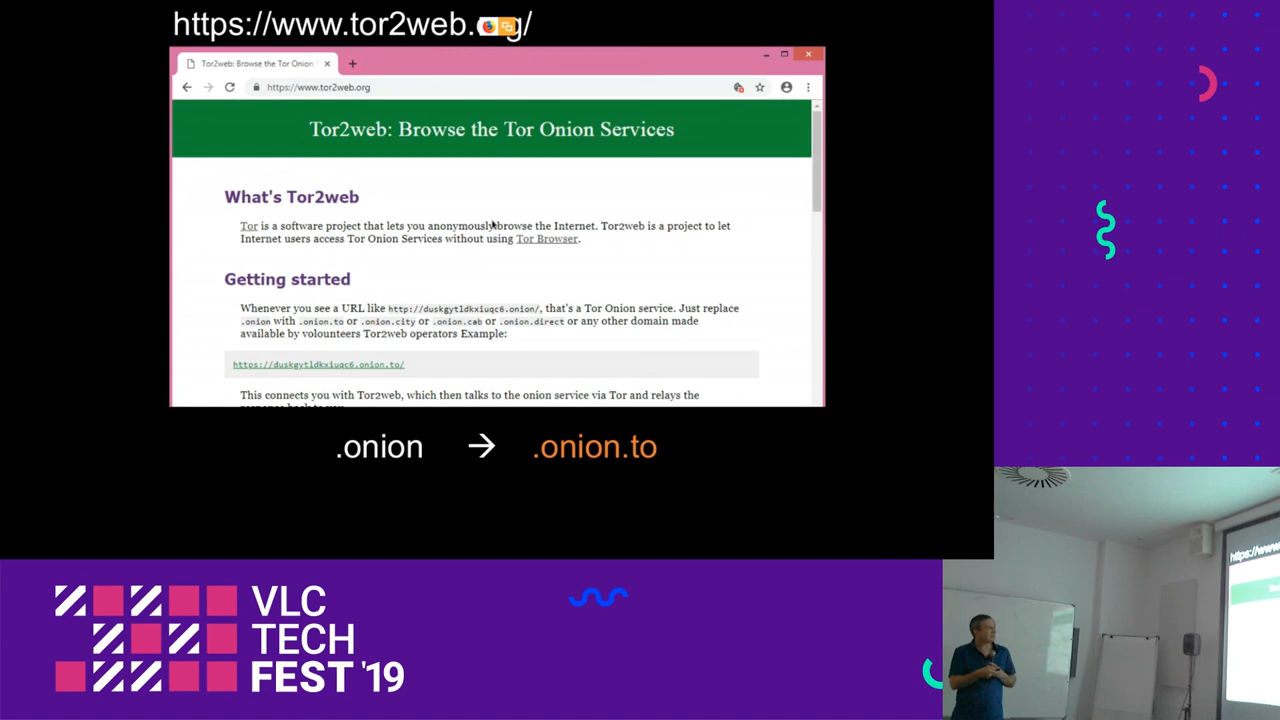 https://www.tor2web.org/
Tor2web: Browse the Tor Onion
https://www.tor2web.org
Tor2web: Browse the Tor Onion Services
What's Tor2web
Tor is a software project that lets you anonymously browse the Internet. Tor2web is a project to let
Internet users access Tor Onion Services without using Tor Browser.
Getting started
Whenever you see a URL like http://duskgytldkxiuqc6.onion/, that's a Tor Onion service. Just replace
.onion with .onion.to or .onion.city or .onion.cab or .onion.direct or any other domain made
available by volounteers Tor2web operators Example:
https://duskgytldkxiuqc6.onion.to/
This connects you with Tor2web, which then talks to the onion service via Tor and relays the
.onion → .onion.to
https://www
VLC
TECH
FEST '19